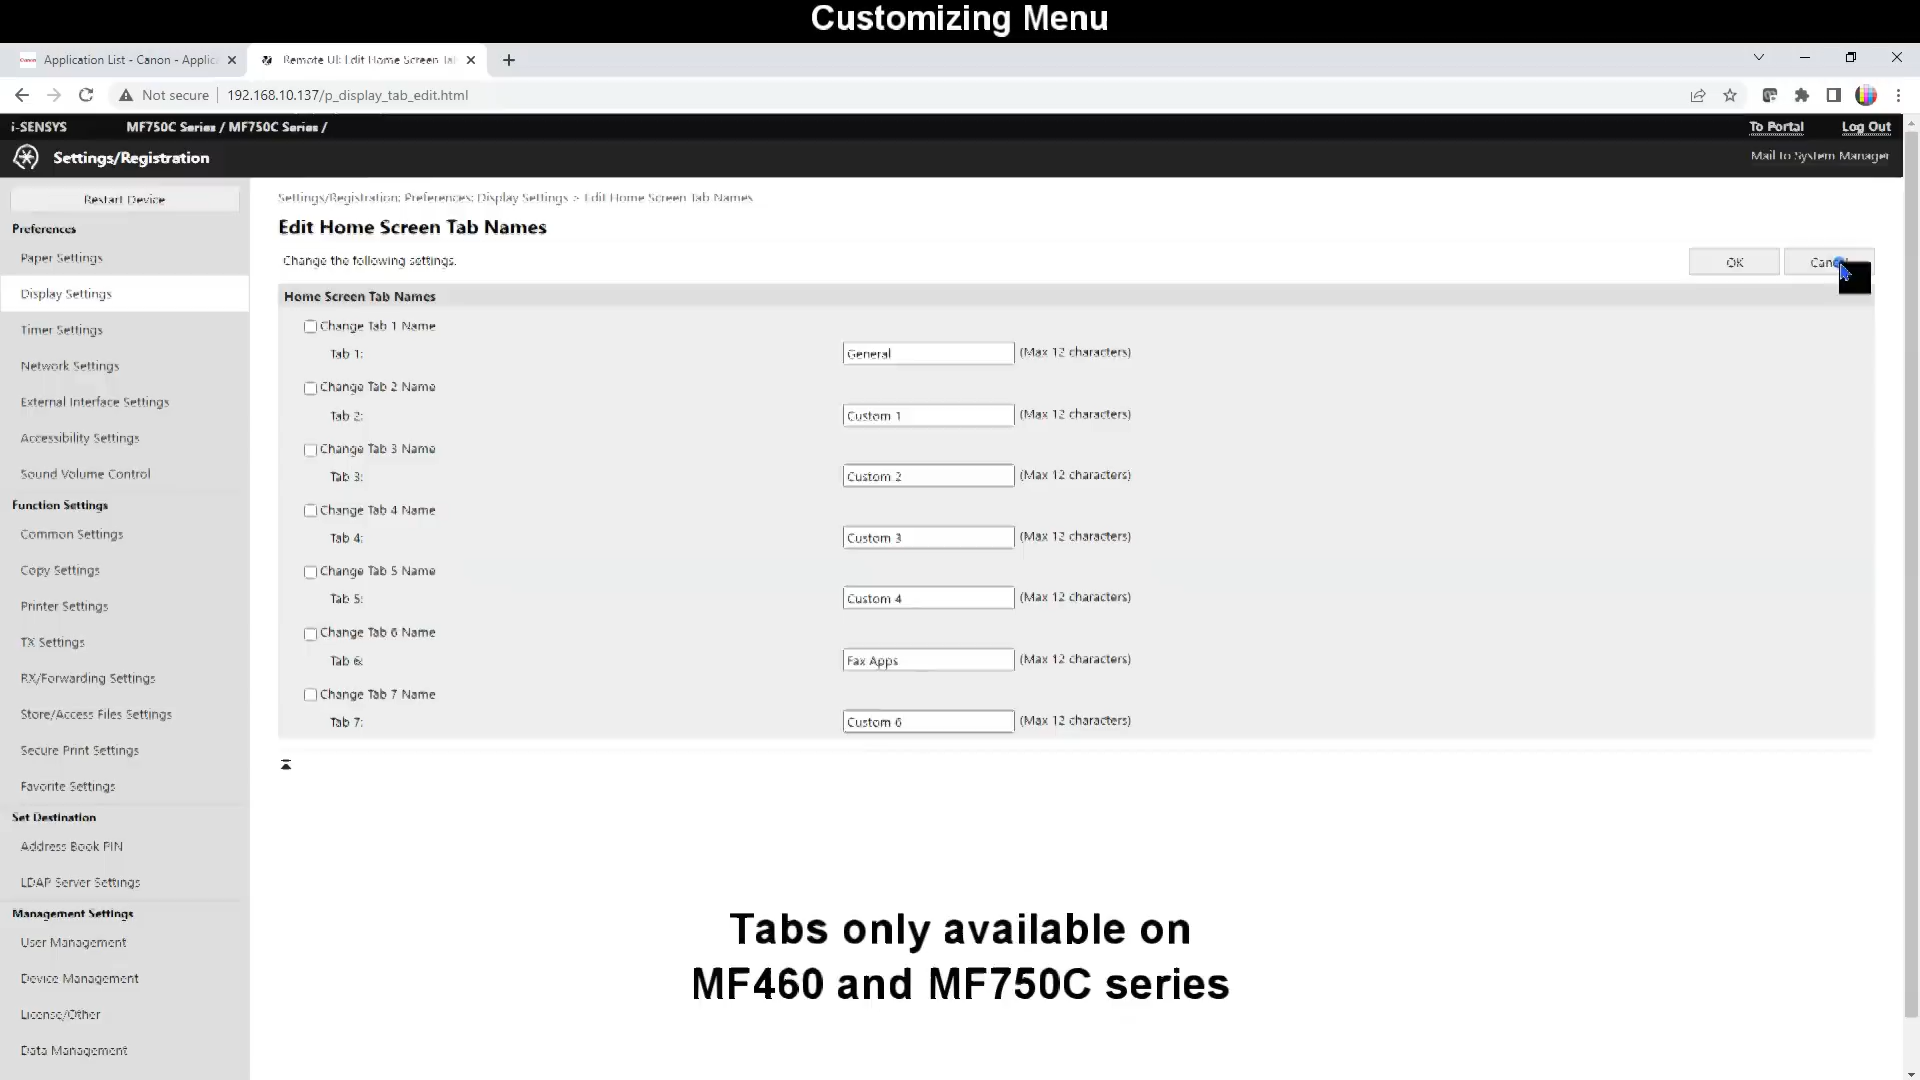 Customizing Menu
Application List - Canon - Applic
Remote UI: Edit Home Screen Tab
Not secure
192.168.10.137/p_display_tab_edit.html
i-SENSYS
MF750C Series / MF750C Series /
To Portal
Log Out
Settings/Registration
Mail to System Manager
Restart Device
Preferences
Paper Settings
Display Settings
Timer Settings
Network Settings
External Interface Settings
Accessibility Settings
Sound Volume Control
Function Settings
Common Settings
Copy Settings
Printer Settings
TX Settings
RX/Forwarding Settings
Store/Access Files Settings
Secure Print Settings
Favorite Settings
Set Destination
Address Book PIN
LDAP Server Settings
Management Settings
User Management
Device Management
License/Other
Data Management
Settings/Registration: Preferences: Display Settings > Edit Home Screen Tab Names
Edit Home Screen Tab Names
Change the following settings.
OK
Cancel
Home Screen Tab Names
Change Tab 1 Name
Tab 1: General (Max 12 characters)
Change Tab 2 Name
Tab 2: Custom 1 (Max 12 characters)
Change Tab 3 Name
Tab 3: Custom 2 (Max 12 characters)
Change Tab 4 Name
Tab 4: Custom 3 (Max 12 characters)
Change Tab 5 Name
Tab 5: Custom 4 (Max 12 characters)
Change Tab 6 Name
Tab 6: Fax Apps (Max 12 characters)
Change Tab 7 Name
Tab 7: Custom 6 (Max 12 characters)
Tabs only available on
MF460 and MF750C series